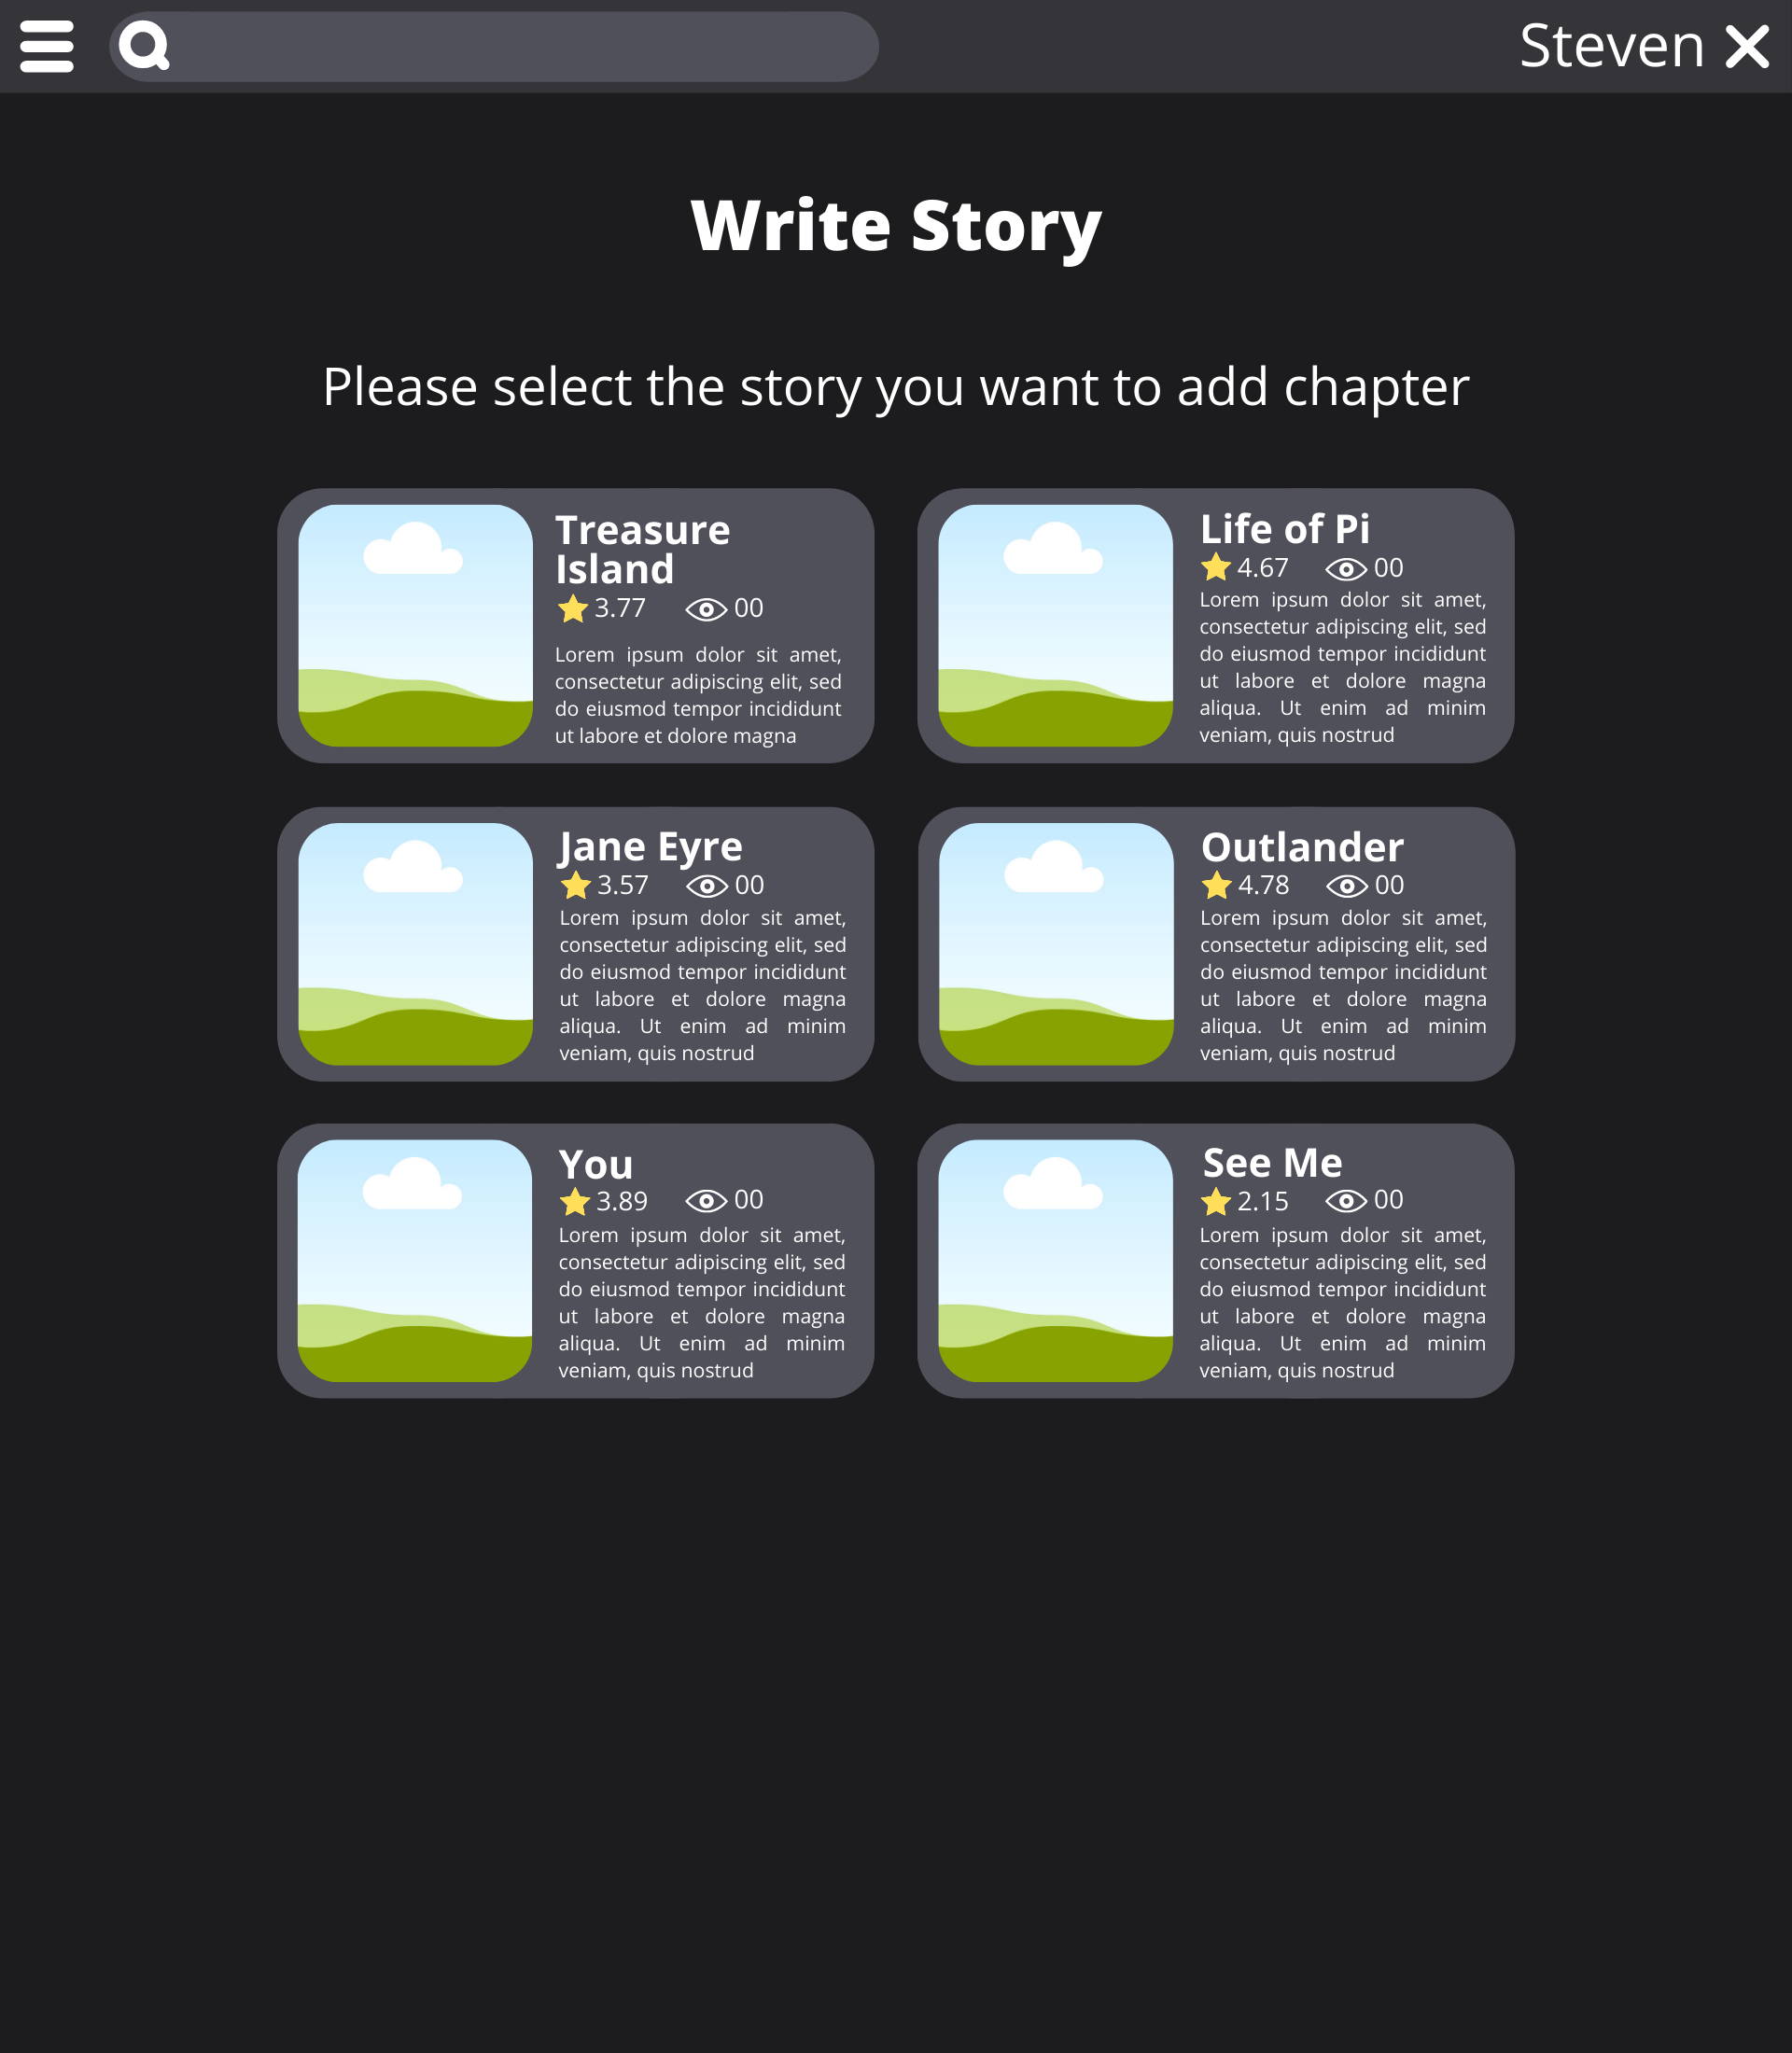 Steven
Write Story
Please select the story you want to add chapter
Treasure
Island
3.77 00
Lorem ipsum dolor sit amet,
consectetur adipiscing elit, sed
do eiusmod tempor incididunt
ut labore et dolore magna
Life of Pi
4.67 00
Lorem ipsum dolor sit amet,
consectetur adipiscing elit, sed
do eiusmod tempor incididunt
ut labore et dolore magna
aliqua. Ut enim ad minim
veniam, quis nostrud
Jane Eyre
3.57 00
Lorem ipsum dolor sit amet,
consectetur adipiscing elit, sed
do eiusmod tempor incididunt
ut labore et dolore magna
aliqua. Ut enim ad minim
veniam, quis nostrud
Outlander
4.78 00
Lorem ipsum dolor sit amet,
consectetur adipiscing elit, sed
do eiusmod tempor incididunt
ut labore et dolore magna
aliqua. Ut enim ad minim
veniam, quis nostrud
You
3.89 00
Lorem ipsum dolor sit amet,
consectetur adipiscing elit, sed
do eiusmod tempor incididunt
ut labore et dolore magna
aliqua. Ut enim ad minim
veniam, quis nostrud
See Me
2.15 00
Lorem ipsum dolor sit amet,
consectetur adipiscing elit, sed
do eiusmod tempor incididunt
ut labore et dolore magna
aliqua. Ut enim ad minim
veniam, quis nostrud